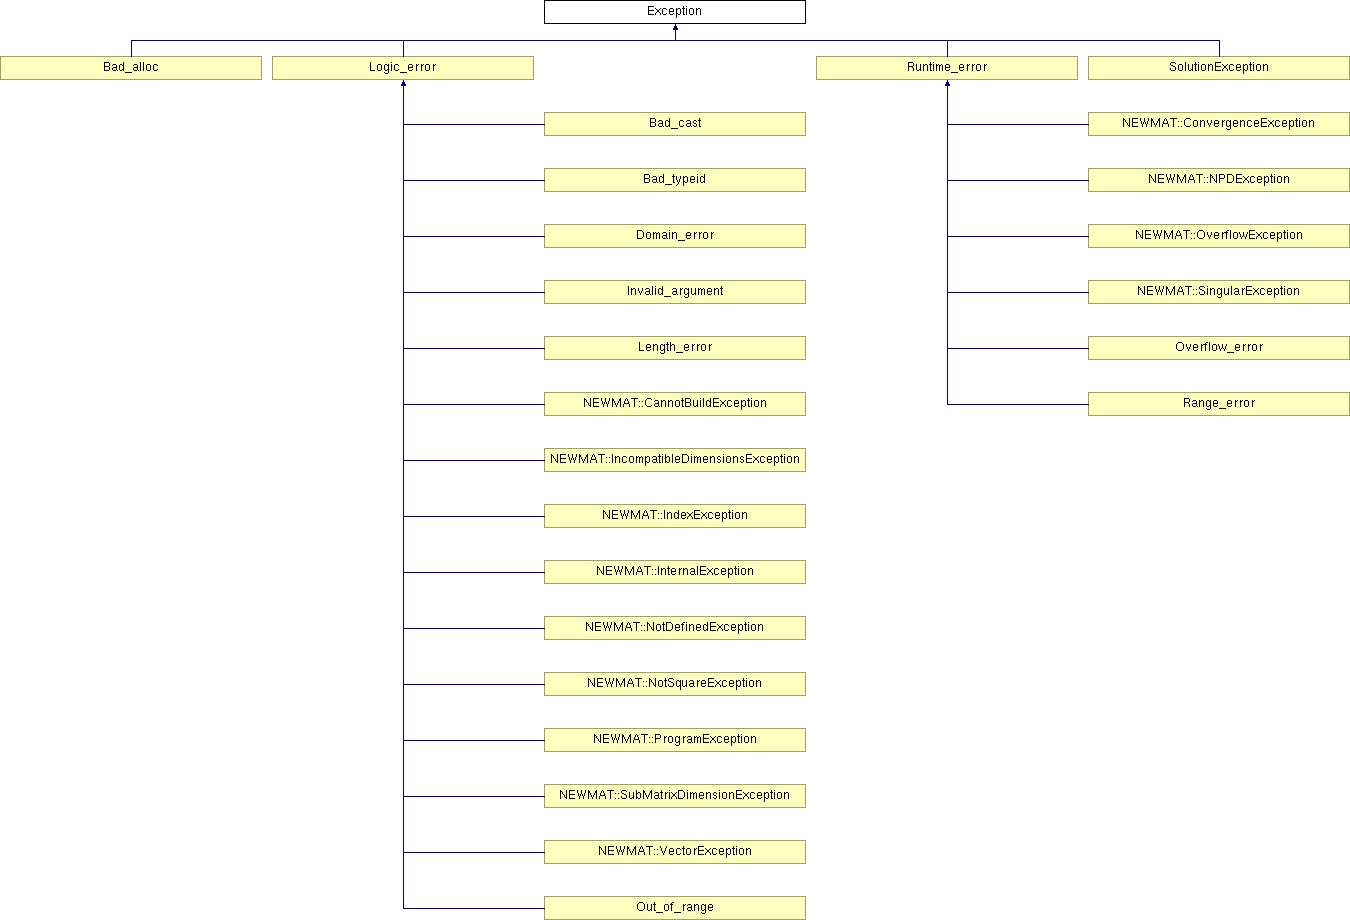 Exception
Bad_alloc
Logic_error
Runtime_error
SolutionException
Bad_cast
NEWMAT::ConvergenceException
Bad_typeid
NEWMAT::NPDException
Domain_error
NEWMAT::OverflowException
Invalid_argument
NEWMAT::SingularException
Length_error
Overflow_error
NEWMAT::CannotBuildException
Range_error
NEWMAT::IncompatibleDimensionsException
NEWMAT::IndexException
NEWMAT::InternalException
NEWMAT::NotDefinedException
NEWMAT::NotSquareException
NEWMAT::ProgramException
NEWMAT::SubMatrixDimensionException
NEWMAT::VectorException
Out_of_range